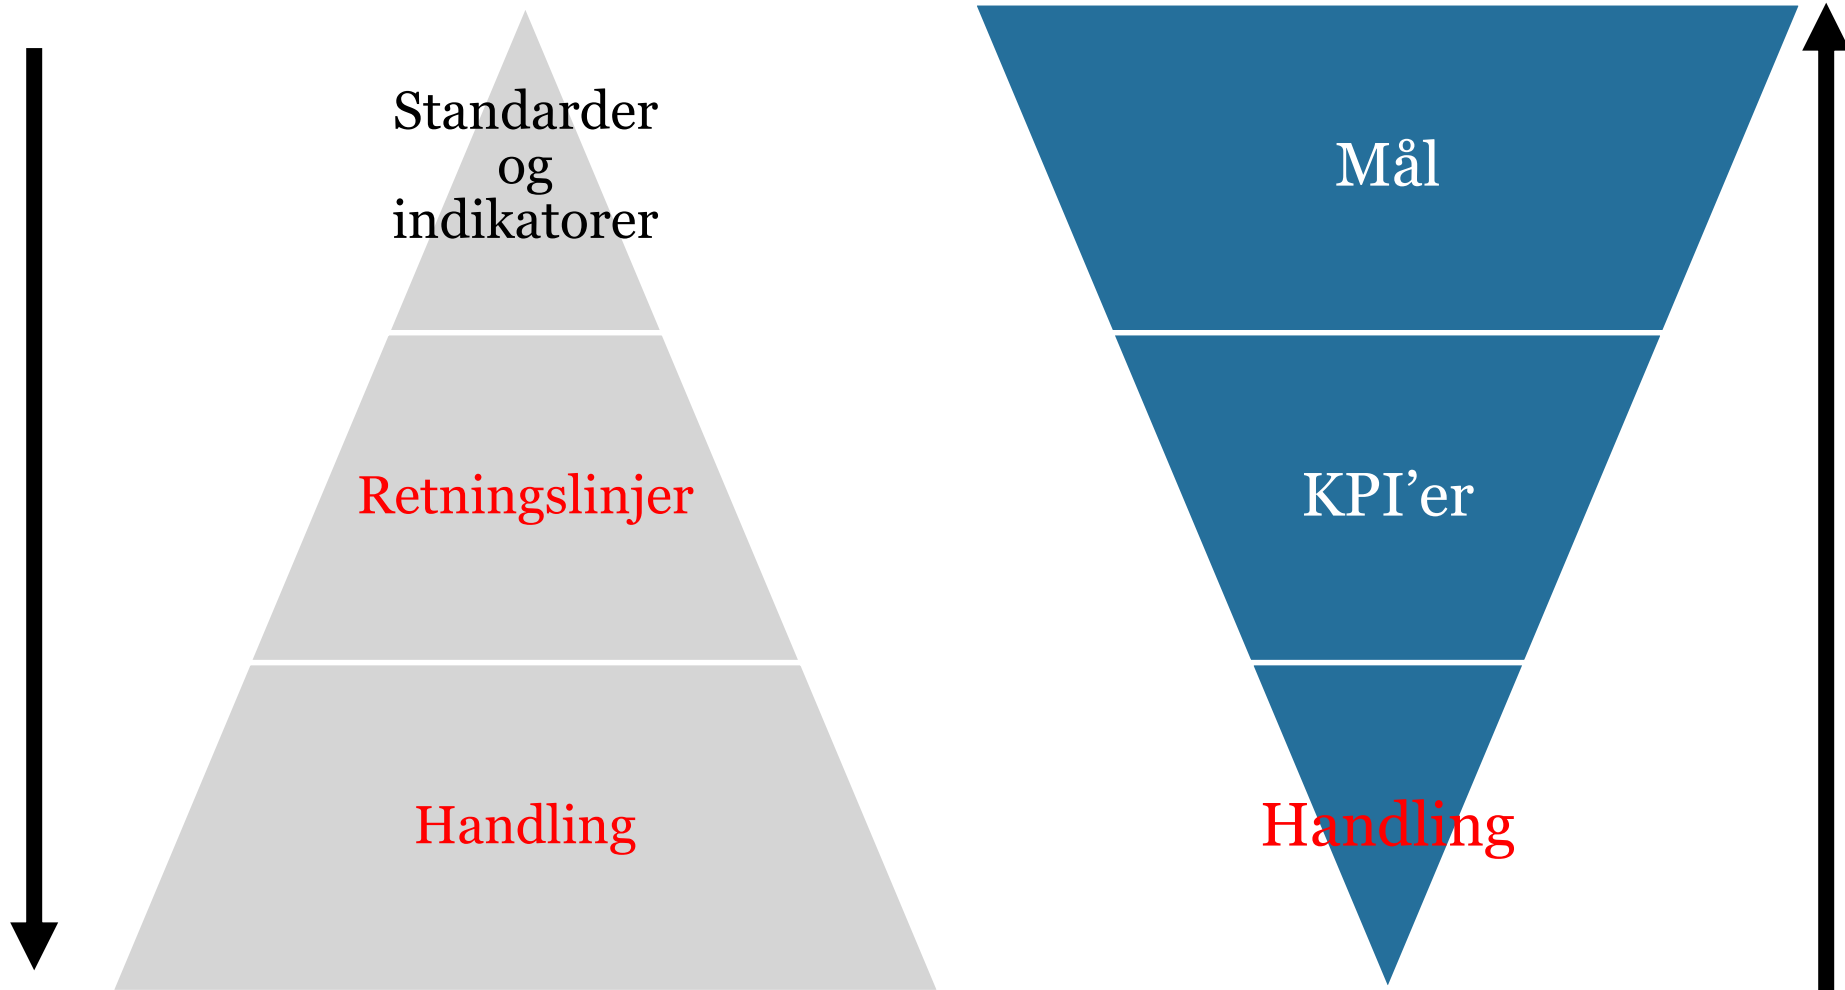 Standarder
og
indikatorer
Retningslinjer
Handling
Mål
KPI’er
Handling